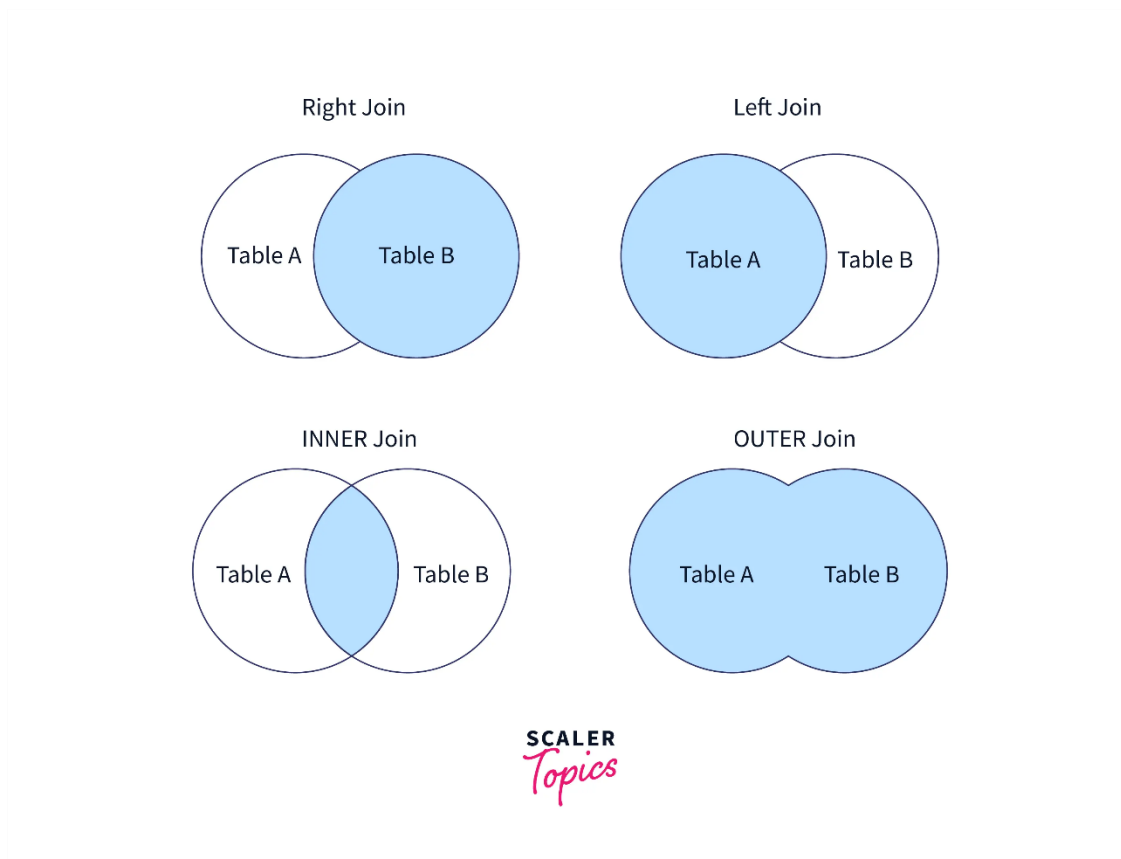 Right Join
Left Join
Table A
Table B
Table A
Table B
INNER Join
OUTER Join
Table A
Table B
Table A
Table B
SCALER
Topics